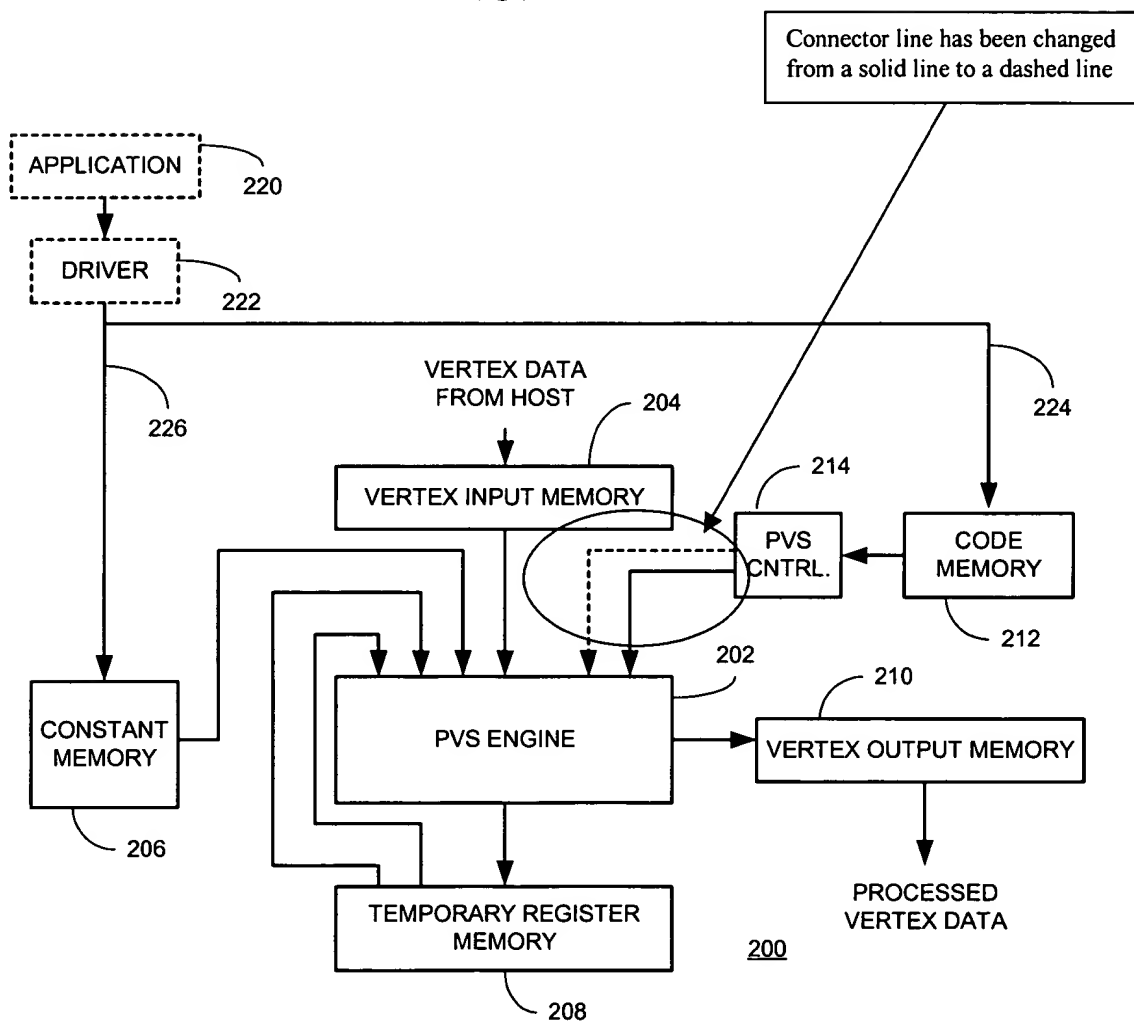 Connector line has been changed
from a solid line to a dashed line
APPLICATION
220
DRIVER
222
226
VERTEX DATA
FROM HOST
204
224
214
VERTEX INPUT MEMORY
PVS
CNTRL.
CODE
MEMORY
212
202
210
CONSTANT
MEMORY
PVS ENGINE
VERTEX OUTPUT MEMORY
206
TEMPORARY REGISTER
MEMORY
PROCESSED
VERTEX DATA
200
208